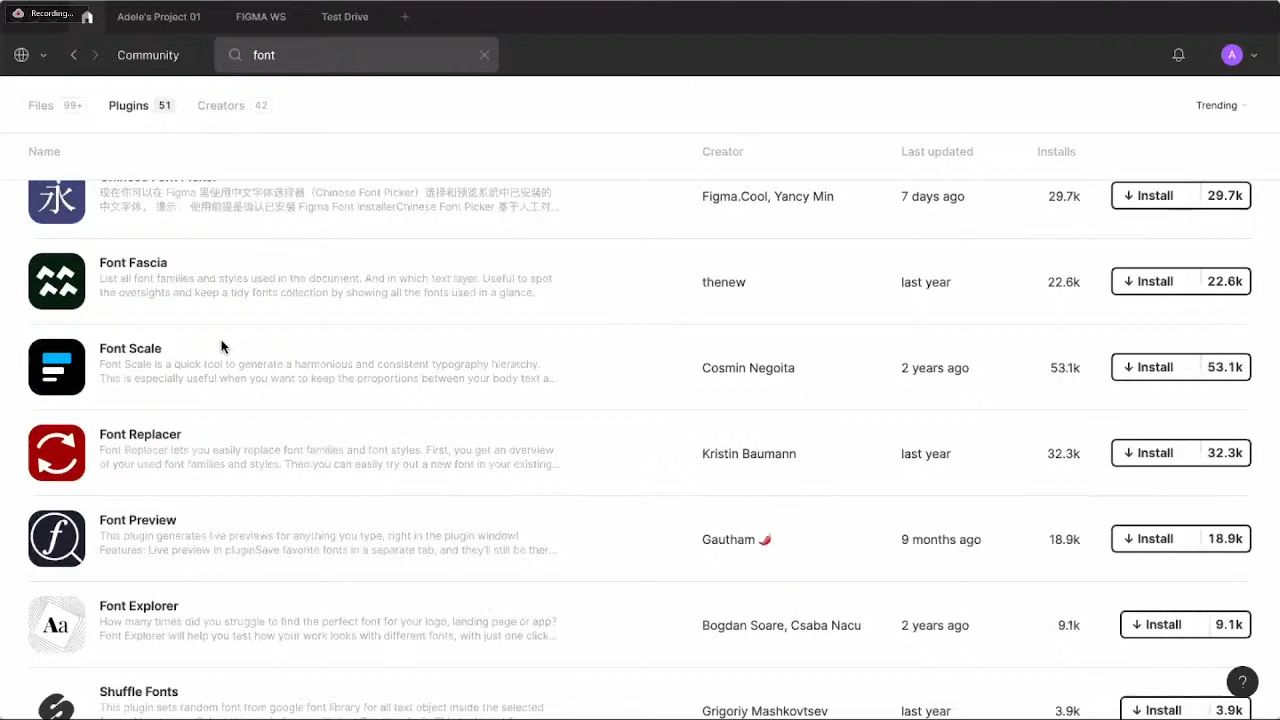 Recording...
Adele's Project 01
FIGMA WS
Test Drive
+
Community
font
A
Files 99+
Plugins 51
Creators 42
Trending
Name
Creator
Last updated
Installs
Chinese Font Picker
现在你可以在 Figma 里使用中文字体选择器（Chinese Font Picker）选择和预览系统中已安装的
中文字体。 提示： 使用前提是确认已安装 Figma Font InstallerChinese Font Picker 基于人工对...
永
Figma.Cool, Yancy Min
7 days ago
29.7k
Install 29.7k
Font Fascia
List all font families and styles used in the document. And in which text layer. Useful to spot
the oversights and keep a tidy fonts collection by showing all the fonts used in a glance.
thenew
last year
22.6k
Install 22.6k
Font Scale
Font Scale is a quick tool to generate a harmonious and consistent typography hierarchy.
This is especially useful when you want to keep the proportions between your body text a...
Cosmin Negoita
2 years ago
53.1k
Install 53.1k
Font Replacer
Font Replacer lets you easily replace font families and font styles. First, you get an overview
of your used font families and styles. Then you can easily try out a new font in your existing...
Kristin Baumann
last year
32.3k
Install 32.3k
f
Font Preview
This plugin generates live previews for anything you type, right in the plugin window!
Features: Live preview in pluginSave favorite fonts in a separate tab, and they'll still be ther...
Gautham 🌶️
9 months ago
18.9k
Install 18.9k
Aa
Font Explorer
How many times did you struggle to find the perfect font for your logo, landing page or app?
Font Explorer will help you test how your work looks with different fonts, with just one click...
Bogdan Soare, Csaba Nacu
2 years ago
9.1k
Install 9.1k
Shuffle Fonts
This plugin sets random font from google font library for all text object inside the selected
Grigoriy Mashkovtsev
last year
3.9k
Install 3.9k
?